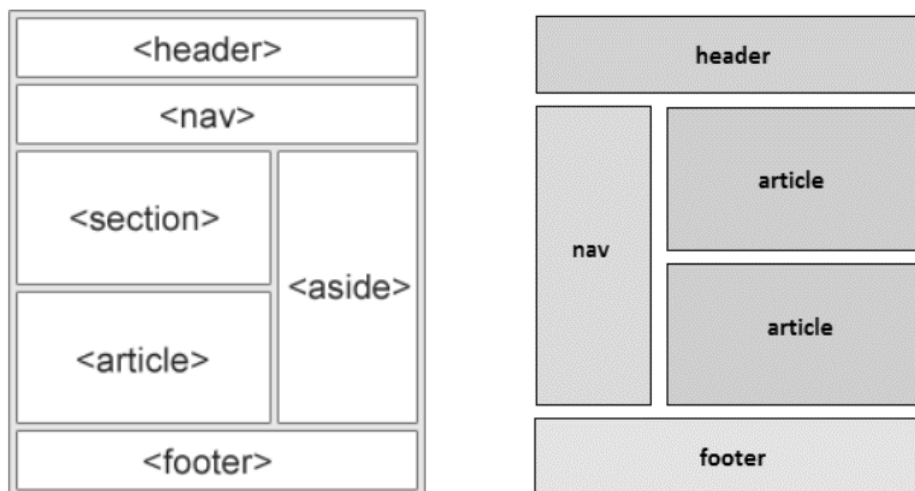 <header>
<nav>
<section>
<aside>
<article>
<footer>
header
nav
article
article
footer